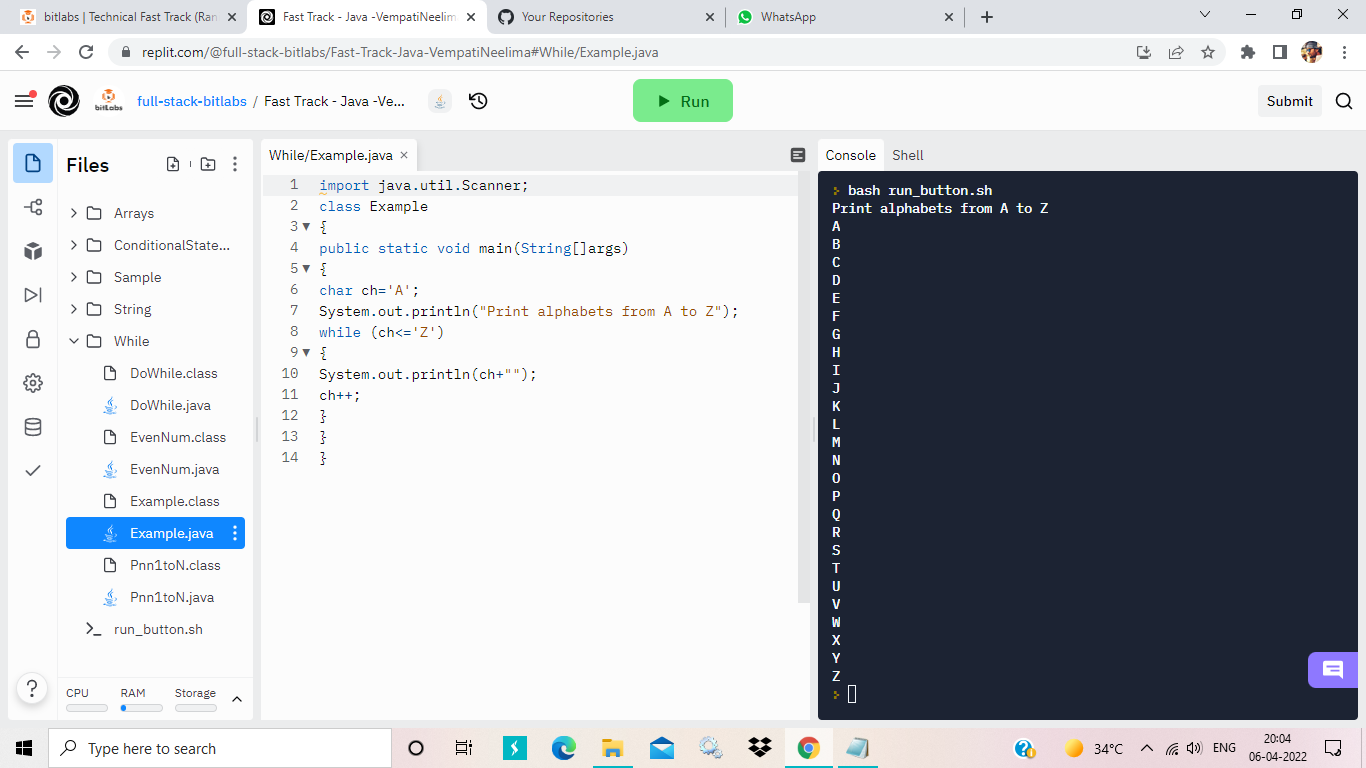 bitlabs | Technical Fast Track (Ran
Fast Track - Java -VempatiNeelim
Your Repositories
WhatsApp
replit.com/@full-stack-bitlabs/Fast-Track-Java-VempatiNeelima#While/Example.java
bitLabs
full-stack-bitlabs / Fast Track - Java -Ve...
Run
Submit
Files
Arrays
ConditionalState...
Sample
String
While
DoWhile.class
DoWhile.java
EvenNum.class
EvenNum.java
Example.class
Example.java
Pnn1toN.class
Pnn1toN.java
run_button.sh
CPU RAM Storage
While/Example.java
1 import java.util.Scanner;
2 class Example
3 {
4 public static void main(String[]args)
5 {
6 char ch='A';
7 System.out.println("Print alphabets from A to Z");
8 while (ch<='Z')
9 {
10 System.out.println(ch+"");
11 ch++;
12 }
13 }
14 }
Console Shell
bash run_button.sh
Print alphabets from A to Z
A
B
C
D
E
F
G
H
I
J
K
L
M
N
O
P
Q
R
S
T
U
V
W
X
Y
Z
Type here to search
34°C
ENG
20:04
06-04-2022